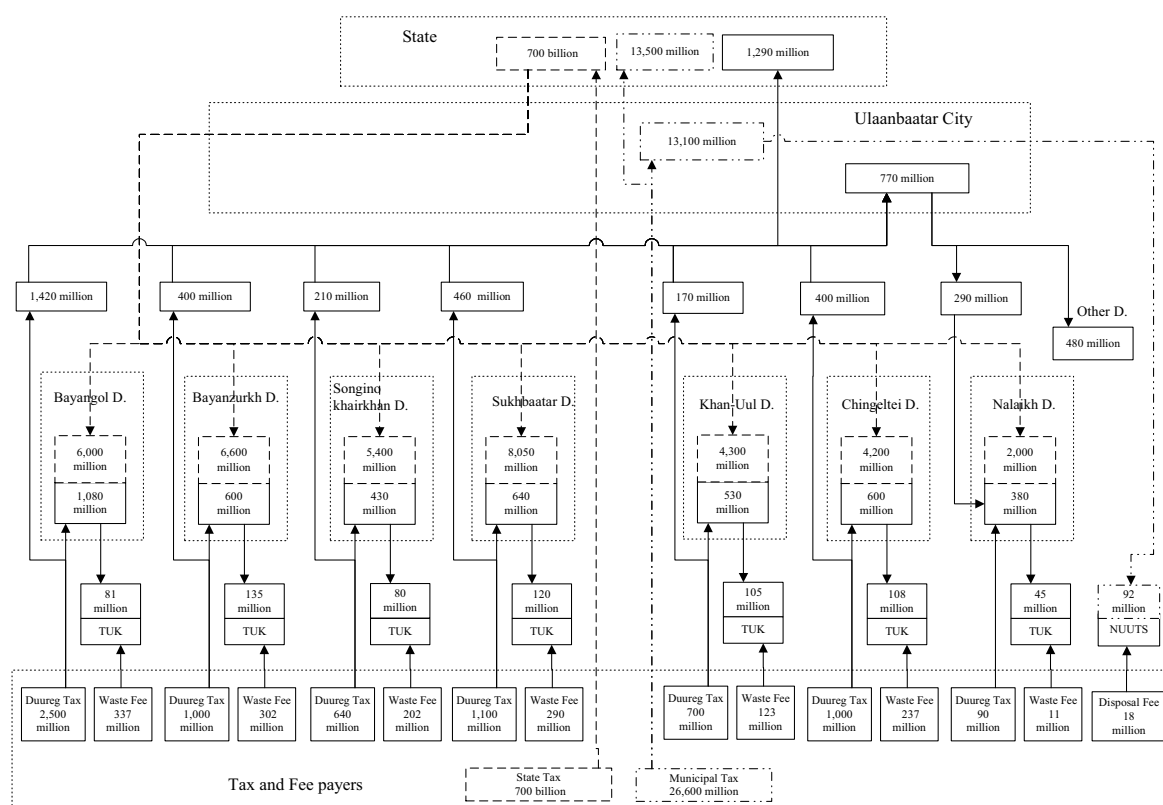 State
700 billion
13,500 million
1,290 million
Ulaanbaatar City
13,100 million
770 million
1,420 million
400 million
210 million
460 million
170 million
400 million
290 million
Other D.
480 million
Bayangol D.
6,000
million
1,080
million
Bayanzurkh D.
6,600
million
600
million
Songino
khairkhan D.
5,400
million
430
million
Sukhbaatar D.
8,050
million
640
million
Khan-Uul D.
4,300
million
530
million
Chingeltei D.
4,200
million
600
million
Nalaikh D.
2,000
million
380
million
81
million
TUK
135
million
TUK
80
million
TUK
120
million
TUK
105
million
TUK
108
million
TUK
45
million
TUK
92
million
NUUTS
Duureg Tax
2,500
million
Waste Fee
337
million
Duureg Tax
1,000
million
Waste Fee
302
million
Duureg Tax
640
million
Waste Fee
202
million
Duureg Tax
1,100
million
Waste Fee
290
million
Duureg Tax
700
million
Waste Fee
123
million
Duureg Tax
1,000
million
Waste Fee
237
million
Duureg Tax
90
million
Waste Fee
11
million
Disposal Fee
18
million
Tax and Fee payers
State Tax
700 billion
Municipal Tax
26,600 million